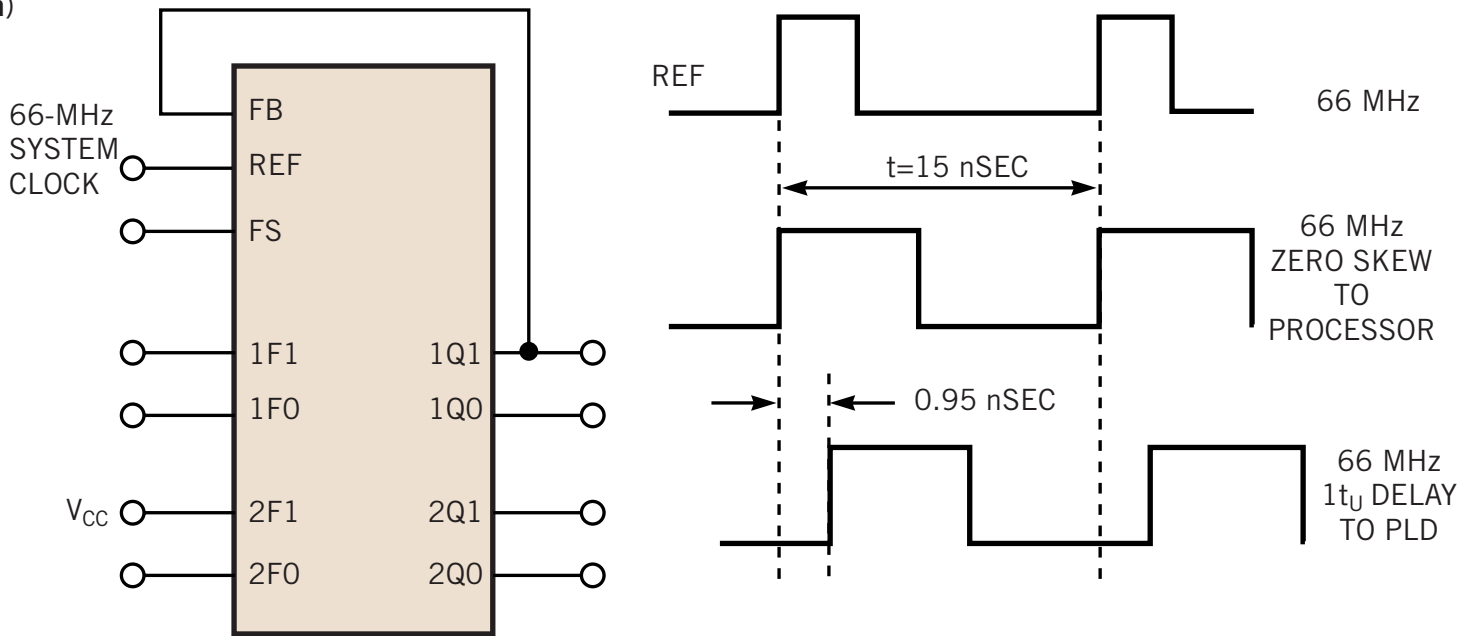 a)
66-MHz
SYSTEM
CLOCK
FB
REF
FS
1F1
1F0
VCC
2F1
2F0
1Q1
1Q0
2Q1
2Q0
REF
66 MHz
t=15 nSEC
66 MHz
ZERO SKEW
TO
PROCESSOR
0.95 nSEC
66 MHz
1tU DELAY
TO PLD